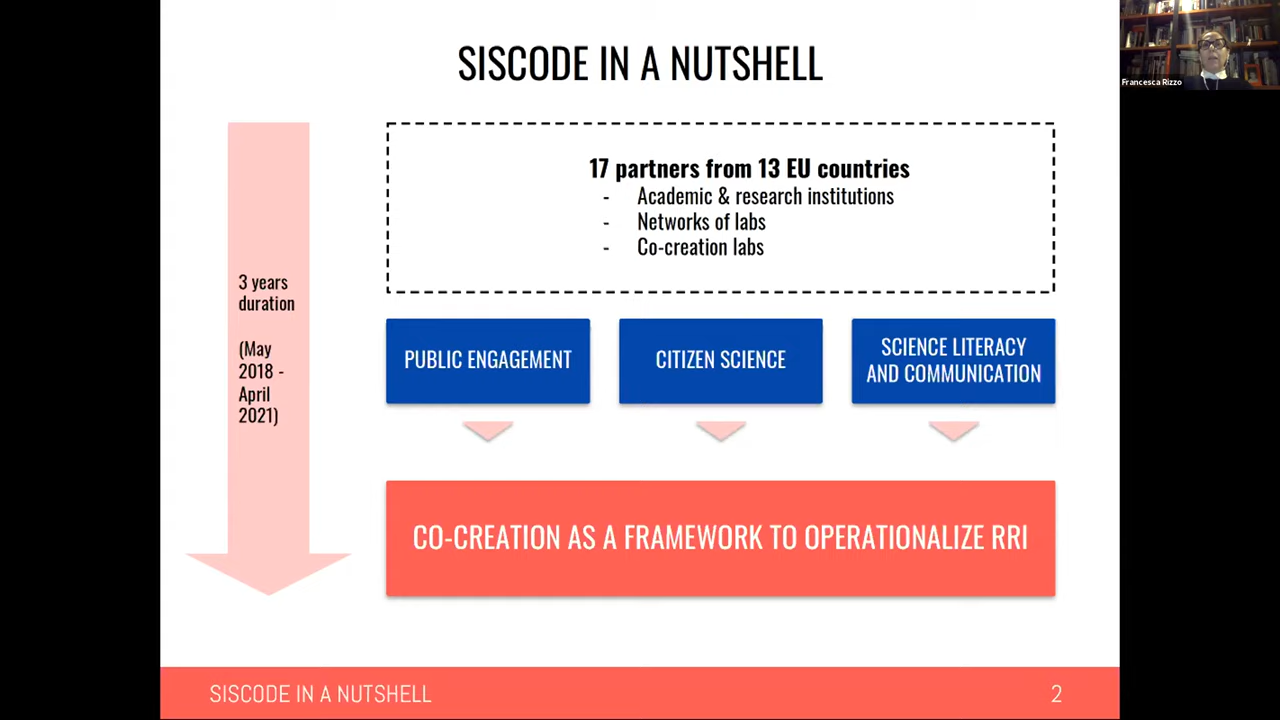 SISCODE IN A NUTSHELL
Francesca Rizzo
17 partners from 13 EU countries
- Academic & research institutions
- Networks of labs
- Co-creation labs
3 years
duration
(May
2018 -
April
2021)
PUBLIC ENGAGEMENT
CITIZEN SCIENCE
SCIENCE LITERACY
AND COMMUNICATION
CO-CREATION AS A FRAMEWORK TO OPERATIONALIZE RRI
SISCODE IN A NUTSHELL
2